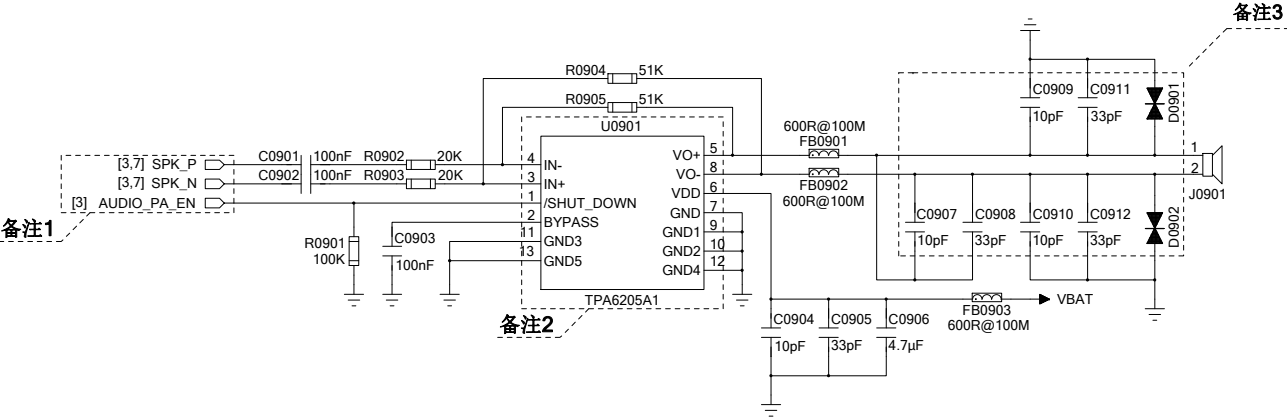 备注3
R0904 51K
R0905 51K
U0901
C0909
10pF
C0911
33pF
D0901
600R@100M
FB0901
[3,7] SPK_P
C0901 100nF R0902 20K
4 IN-
VO+ 5
1
[3,7] SPK_N
C0902 100nF R0903 20K
3 IN+
VO- 8
2
J0901
FB0902
600R@100M
[3] AUDIO_PA_EN
1 /SHUT_DOWN
VDD 6
备注1
2 BYPASS
GND 7
R0901
100K
C0903
100nF
11 GND3
GND1 9
13 GND5
GND2 10
GND4 12
C0907
10pF
C0908
33pF
C0910
10pF
C0912
33pF
D0902
TPA6205A1
备注2
VBAT
FB0903
600R@100M
C0904
10pF
C0905
33pF
C0906
4.7μF